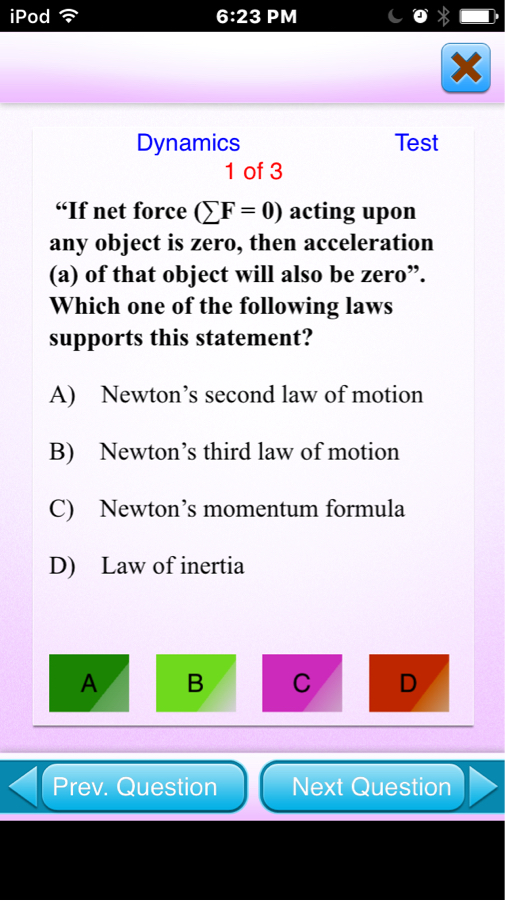 iPod 6:23 PM
Dynamics Test
1 of 3
“If net force (∑F = 0) acting upon
any object is zero, then acceleration
(a) of that object will also be zero”.
Which one of the following laws
supports this statement?
A) Newton’s second law of motion
B) Newton’s third law of motion
C) Newton’s momentum formula
D) Law of inertia
A B C D
Prev. Question Next Question